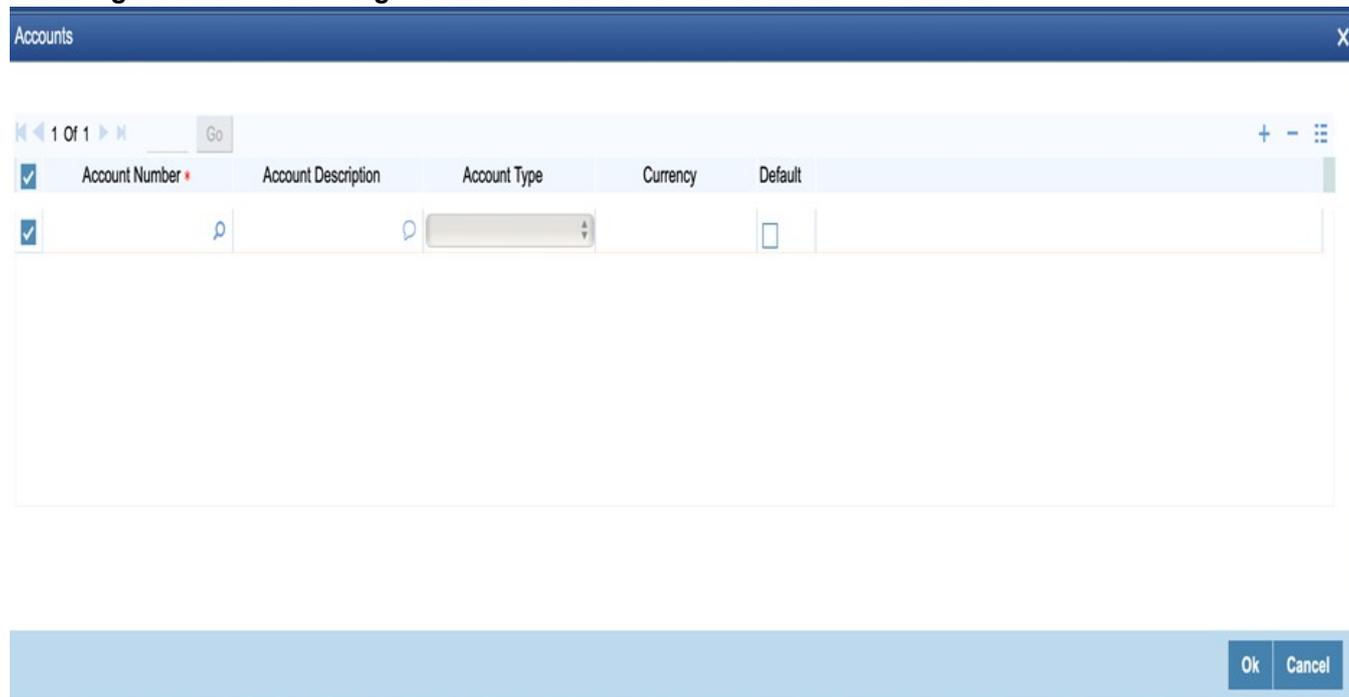 Accounts X
1 Of 1 Go
Account Number * Account Description Account Type Currency Default
Ok Cancel